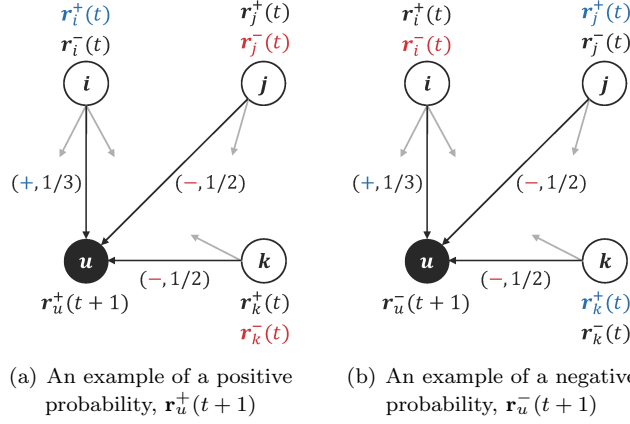 r_i^+(t) r_j^+(t) r_i^+(t) r_j^+(t)
r_i^-(t) r_j^-(t) r_i^-(t) r_j^-(t)
i j i j
(+, 1/3) (−, 1/2) (+, 1/3) (−, 1/2)
u k u k
(−, 1/2) (−, 1/2)
r_u^+(t + 1) r_k^+(t) r_u^-(t + 1) r_k^+(t)
r_k^-(t) r_k^-(t)
(a) An example of a positive (b) An example of a negative
probability, r_u^+(t + 1) probability, r_u^-(t + 1)